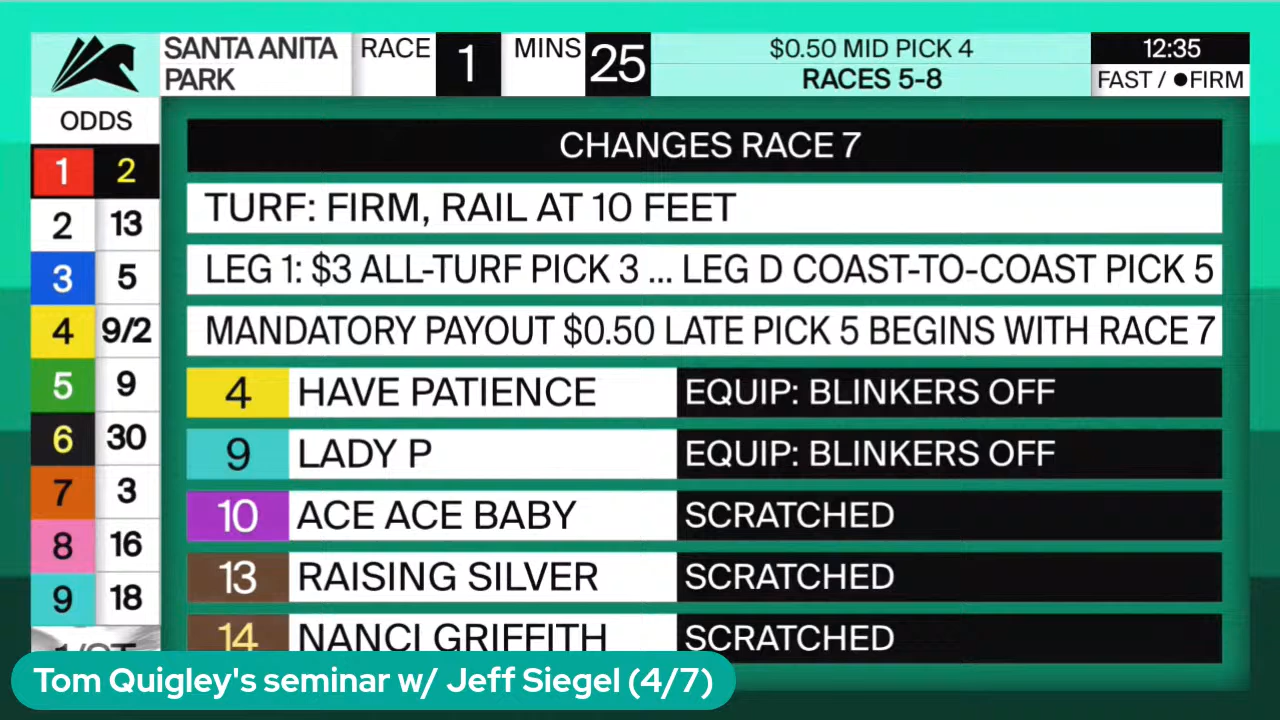 SANTA ANITA PARK
RACE 1
MINS 25
$0.50 MID PICK 4
RACES 5-8
12:35
FAST / ●FIRM
ODDS
1 2
2 13
3 5
4 9/2
5 9
6 30
7 3
8 16
9 18
CHANGES RACE 7
TURF: FIRM, RAIL AT 10 FEET
LEG 1: $3 ALL-TURF PICK 3 ... LEG D COAST-TO-COAST PICK 5
MANDATORY PAYOUT $0.50 LATE PICK 5 BEGINS WITH RACE 7
4 HAVE PATIENCE EQUIP: BLINKERS OFF
9 LADY P EQUIP: BLINKERS OFF
10 ACE ACE BABY SCRATCHED
13 RAISING SILVER SCRATCHED
14 NANCI GRIFFITH SCRATCHED
Tom Quigley's seminar w/ Jeff Siegel (4/7)